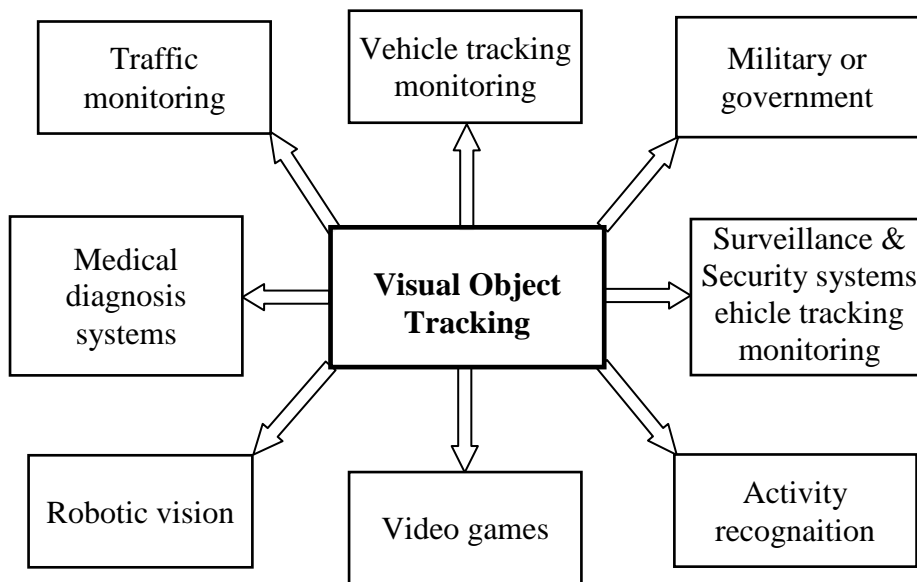 Traffic
monitoring
Vehicle tracking
monitoring
Military or
government
Medical
diagnosis
systems
Visual Object
Tracking
Surveillance &
Security systems
ehicle tracking
monitoring
Robotic vision
Video games
Activity
recognaition